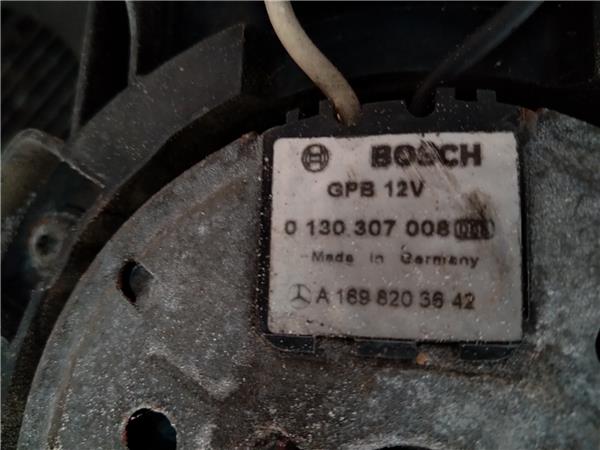 BOSCH
GPB 12V
0 130 307 008
Made in Germany
A 169 820 36 42